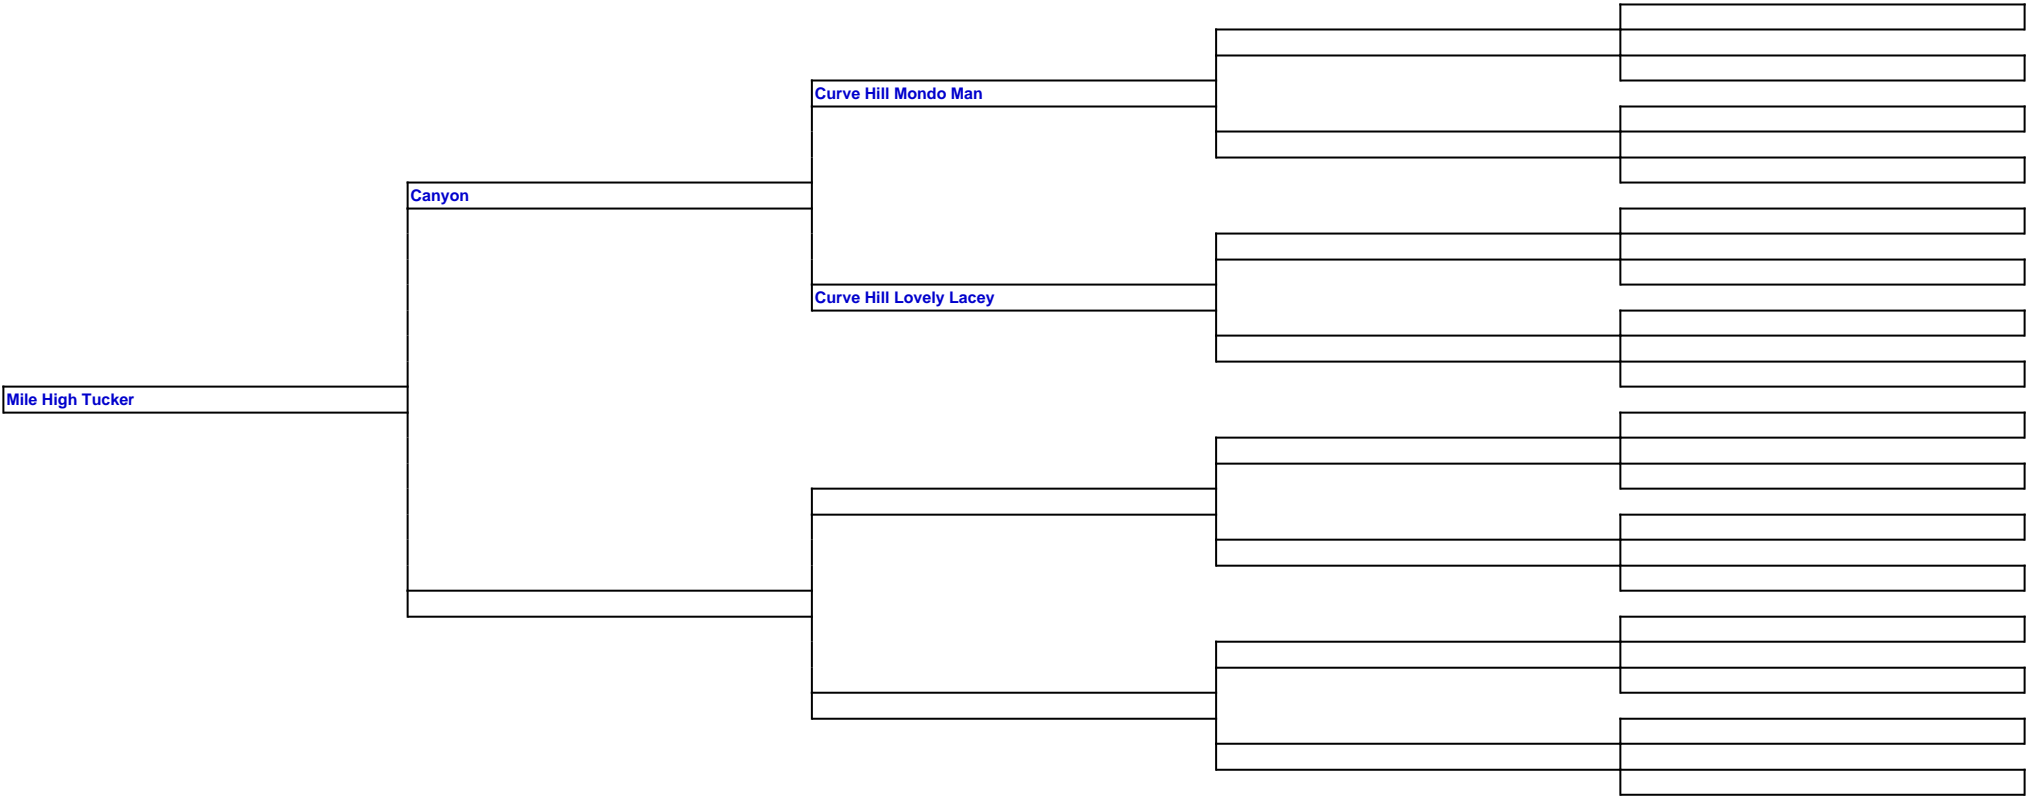 Curve Hill Mondo Man
Canyon
Curve Hill Lovely Lacey
Mile High Tucker